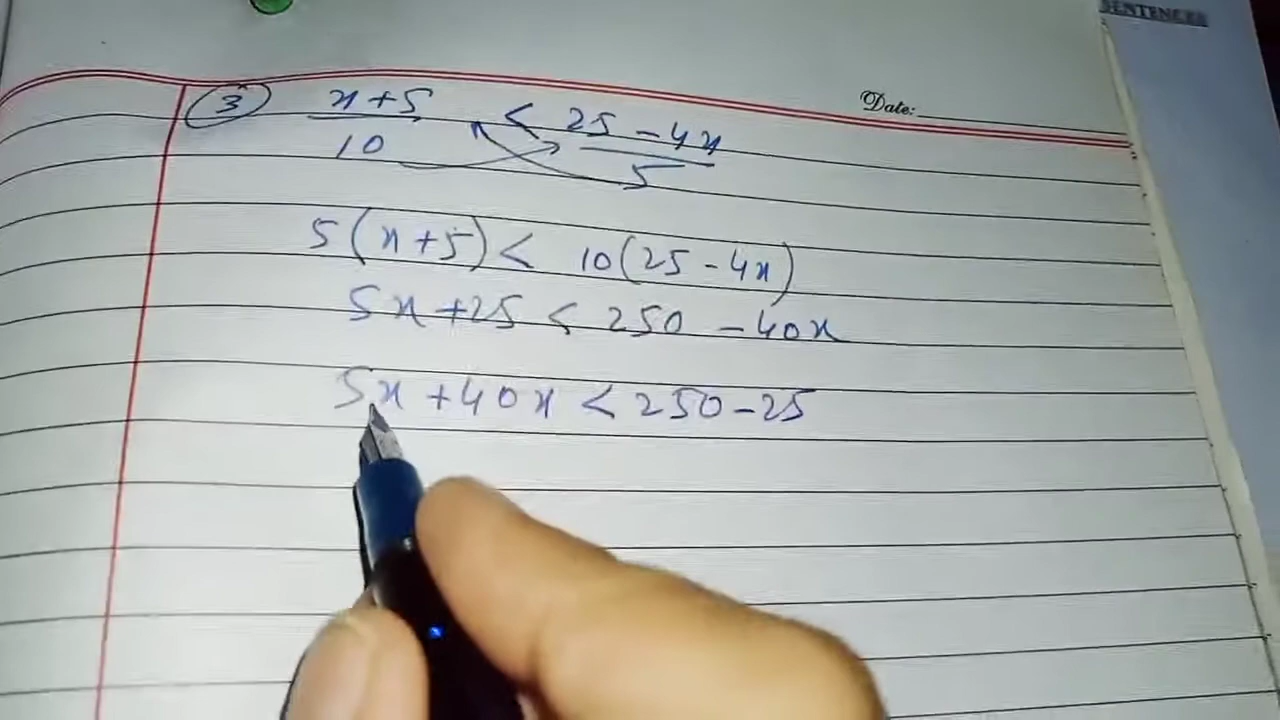 SENTENCES
Date:
③ x+5 < 25 - 4x
10 5
5(x+5) < 10(25 - 4x)
5x +25 < 250 - 40x
5x +40x < 250-25